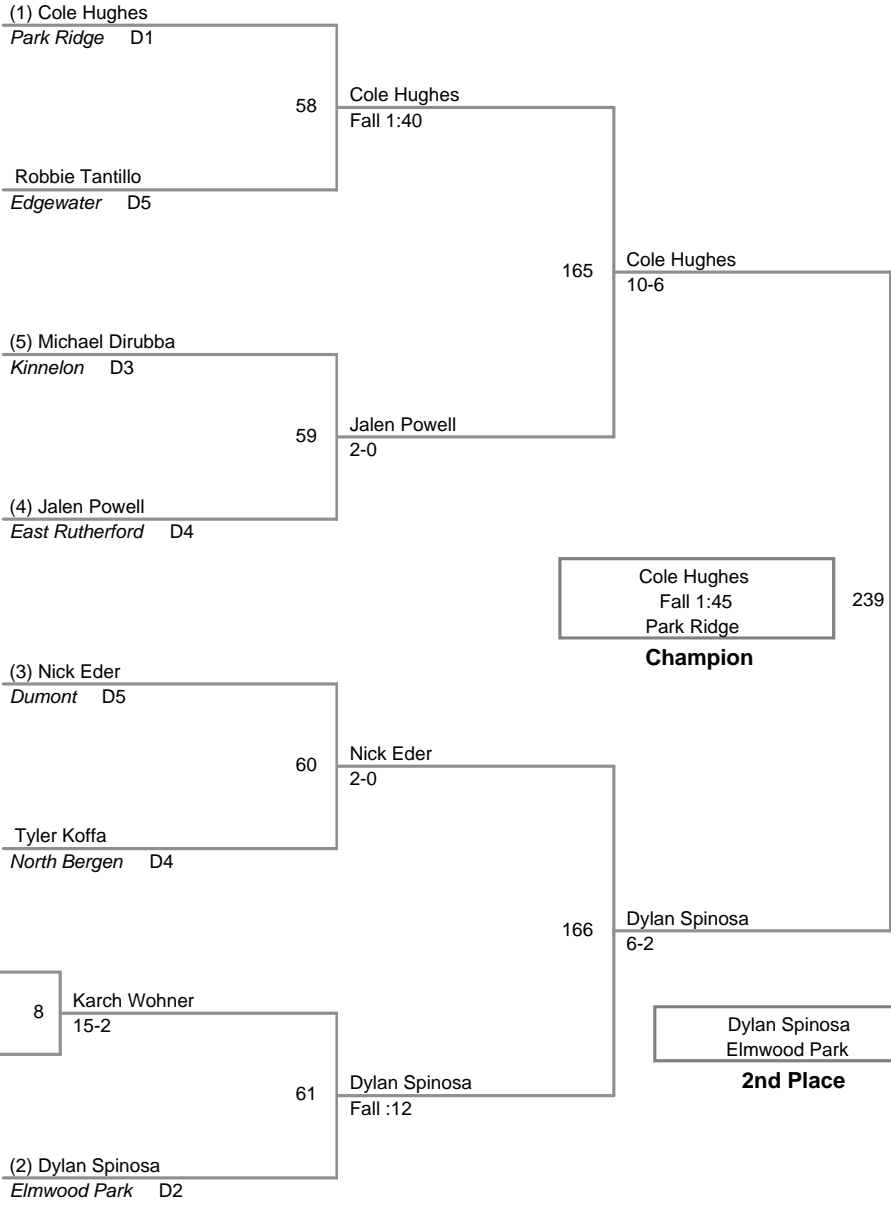 (1) Cole Hughes
Park Ridge D1
58
Cole Hughes
Fall 1:40
Robbie Tantillo
Edgewater D5
165
Cole Hughes
10-6
(5) Michael Dirubba
Kinnelon D3
59
Jalen Powell
2-0
(4) Jalen Powell
East Rutherford D4
Cole Hughes
Fall 1:45
Park Ridge
239
Champion
(3) Nick Eder
Dumont D5
60
Nick Eder
2-0
Tyler Koffa
North Bergen D4
166
Dylan Spinosa
6-2
8
Karch Wohner
15-2
61
Dylan Spinosa
Fall :12
Dylan Spinosa
Elmwood Park
2nd Place
(2) Dylan Spinosa
Elmwood Park D2